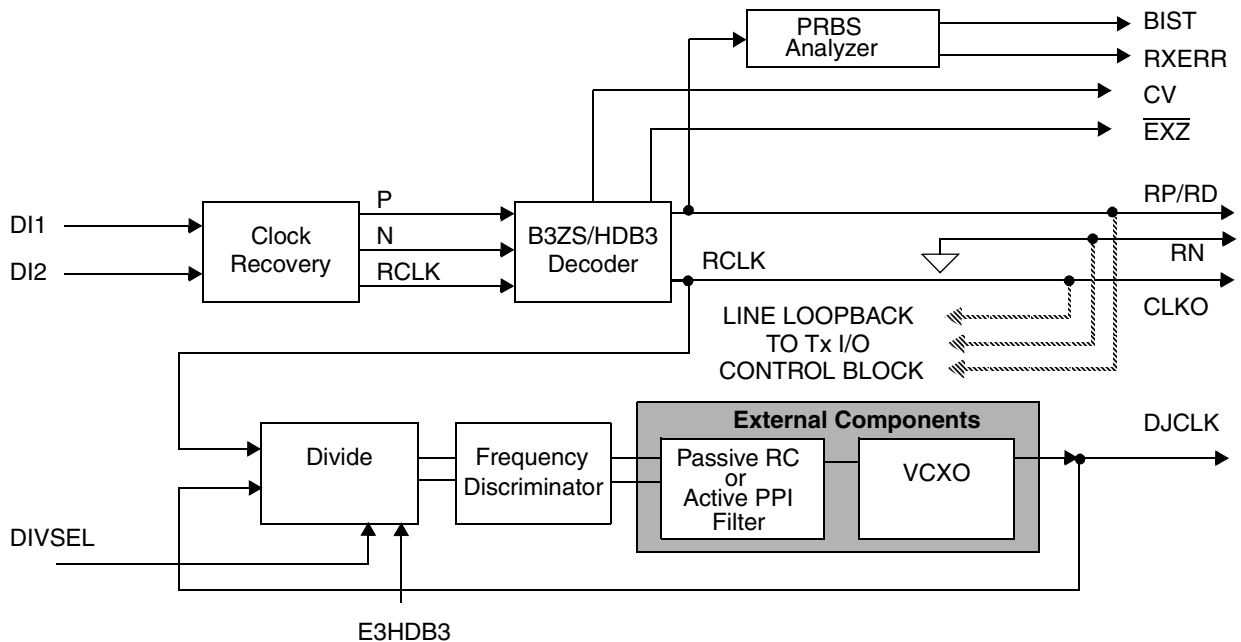 PRBS
Analyzer
BIST
RXERR
CV
EXZ
DI1
DI2
Clock
Recovery
P
N
RCLK
B3ZS/HDB3
Decoder
RCLK
RP/RD
RN
CLKO
LINE LOOPBACK
TO Tx I/O
CONTROL BLOCK
External Components
Divide
Frequency
Discriminator
Passive RC
or
Active PPI
Filter
VCXO
DJCLK
DIVSEL
E3HDB3